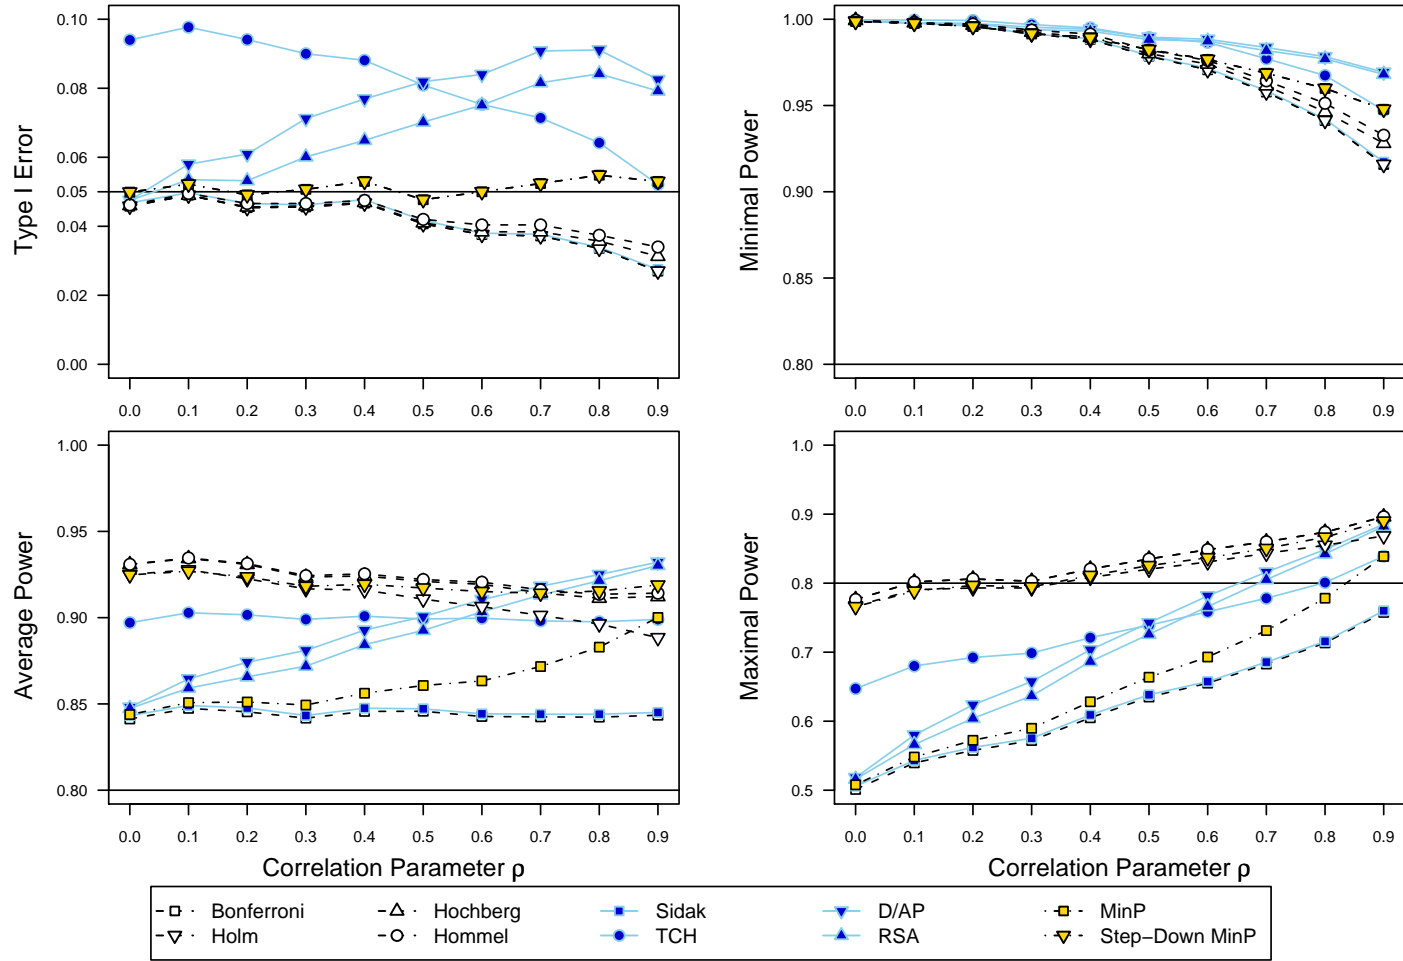 Type I Error
0.10
0.08
0.06
0.05
0.04
0.02
0.00
0.0 0.1 0.2 0.3 0.4 0.5 0.6 0.7 0.8 0.9
Minimal Power
1.00
0.95
0.90
0.85
0.80
0.0 0.1 0.2 0.3 0.4 0.5 0.6 0.7 0.8 0.9
Average Power
1.00
0.95
0.90
0.85
0.80
0.0 0.1 0.2 0.3 0.4 0.5 0.6 0.7 0.8 0.9
Correlation Parameter ρ
Maximal Power
1.0
0.9
0.8
0.7
0.6
0.5
0.0 0.1 0.2 0.3 0.4 0.5 0.6 0.7 0.8 0.9
Correlation Parameter ρ
Bonferroni Hochberg Sidak D/AP MinP
Holm Hommel TCH RSA Step−Down MinP